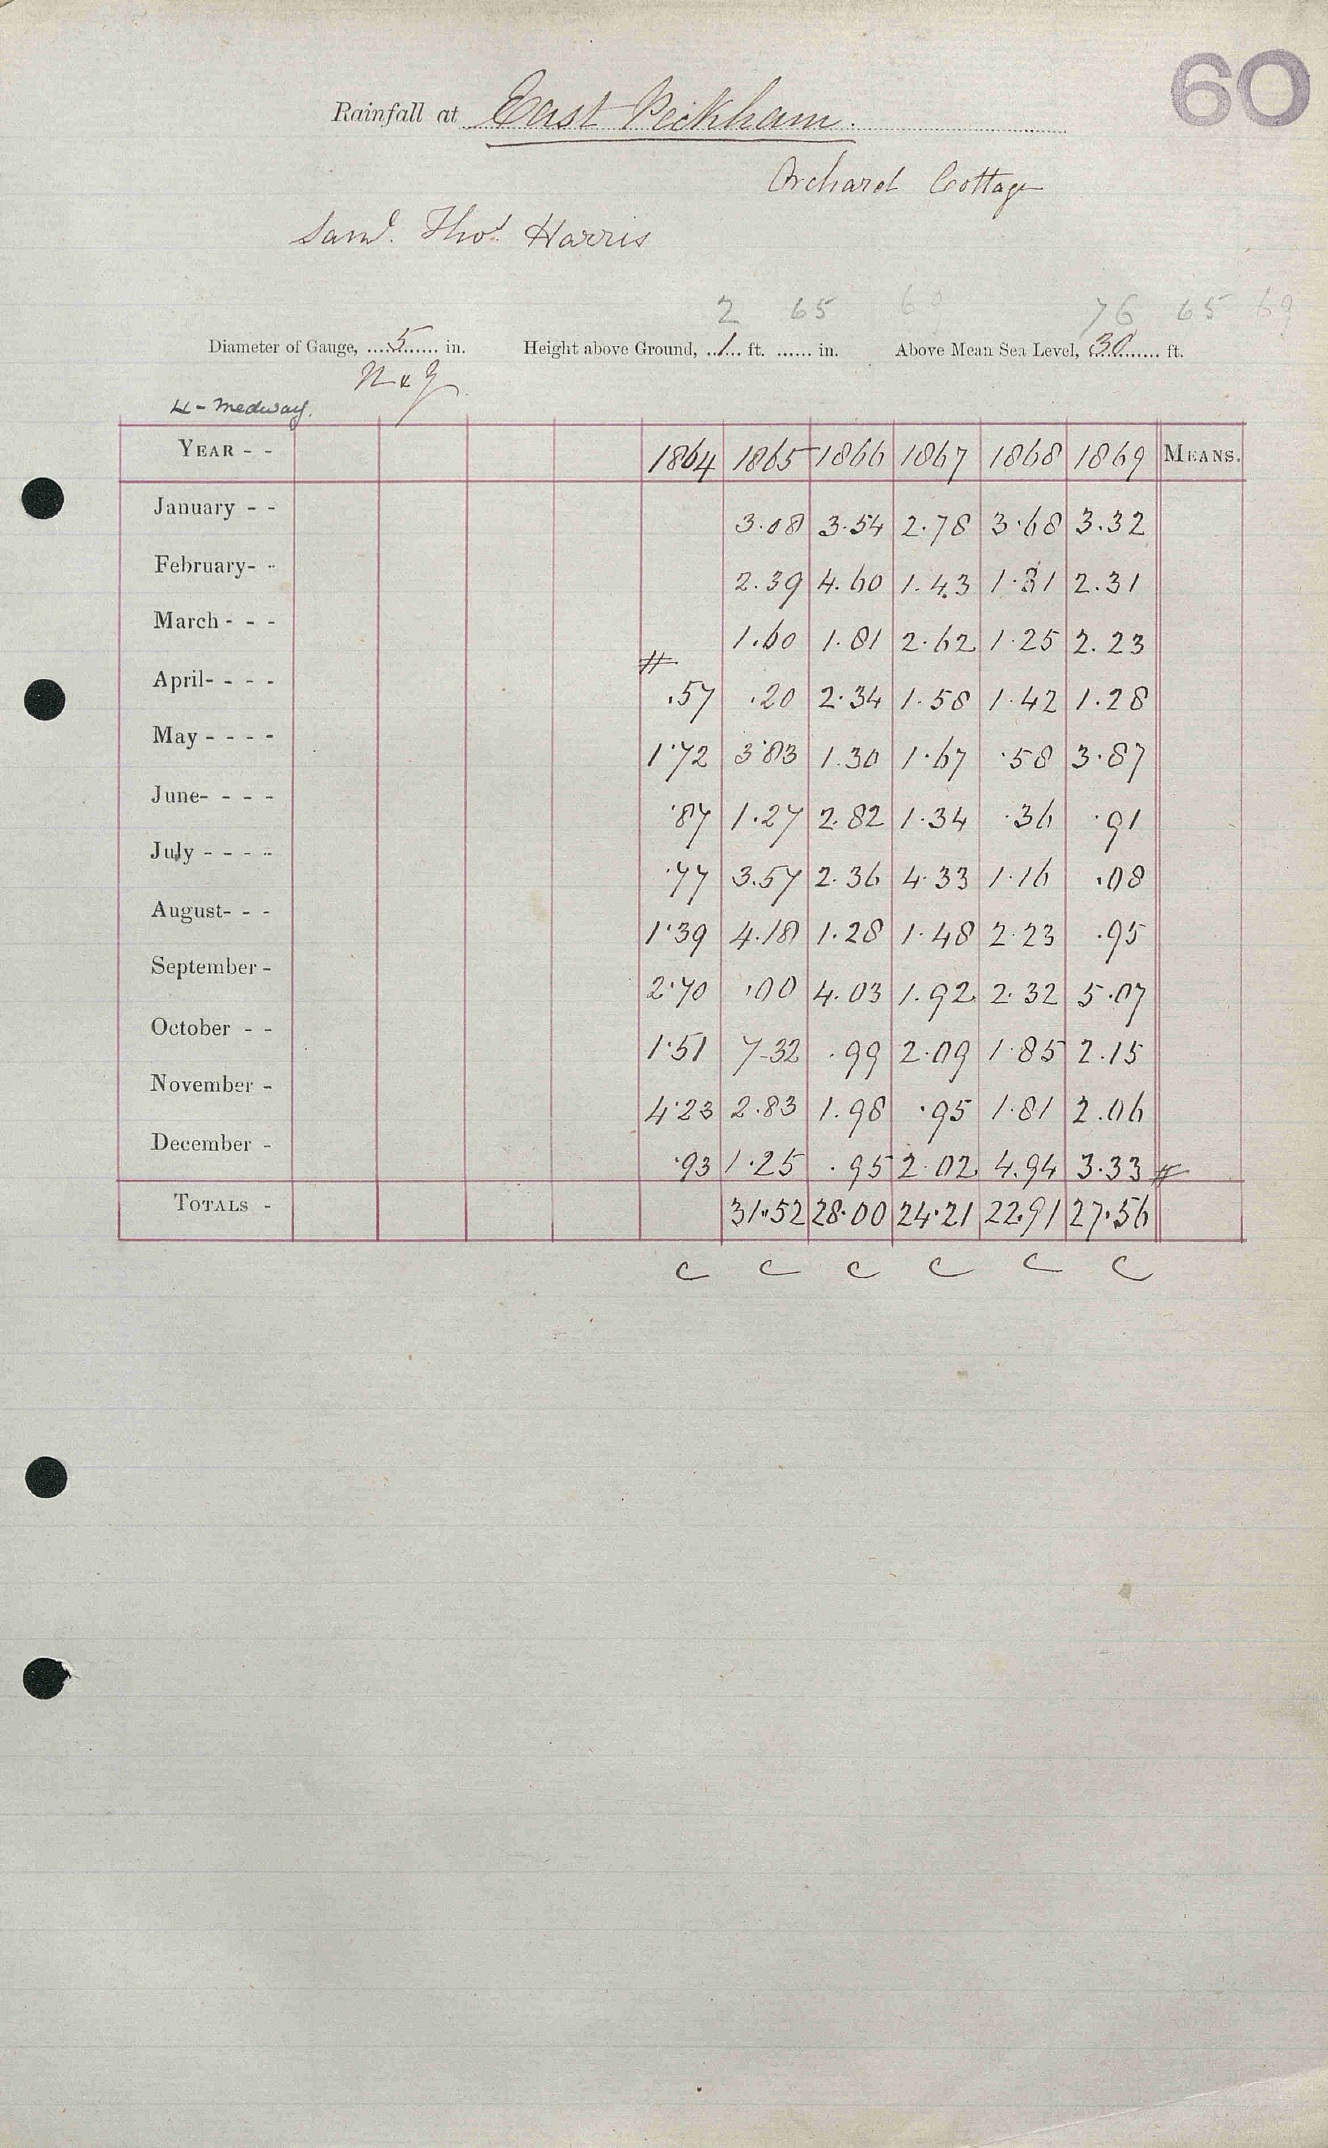 60
Rainfall at East Peckham.
Orchard Cottage
Saml. Thos. Harris
2 65 69 76 65 69
Diameter of Gauge, 5 in. Height above Ground, 1 ft. ...... in. Above Mean Sea Level, 30 ft.
4 - Medway.
YEAR - - 1864 1865 1866 1867 1868 1869 MEANS.
January - - 3.08 3.54 2.78 3.68 3.32
February- - 2.39 4.60 1.43 1.31 2.31
March - - - 1.60 1.81 2.62 1.25 2.23
#
April- - - - .57 .20 2.34 1.58 1.42 1.28
May - - - - 1.72 3.83 1.30 1.67 .58 3.87
June- - - - .87 1.27 2.82 1.34 .36 .91
July - - - - .77 3.57 2.36 4.33 1.16 .08
August- - - 1.39 4.18 1.28 1.48 2.23 .95
September - 2.70 .00 4.03 1.92 2.32 5.07
October - - 1.51 7.32 .99 2.09 1.85 2.15
November - 4.23 2.83 1.98 .95 1.81 2.06
December - .93 1.25 .95 2.02 4.94 3.33 #
TOTALS - 31.52 28.00 24.21 22.91 27.56
C C C C C C